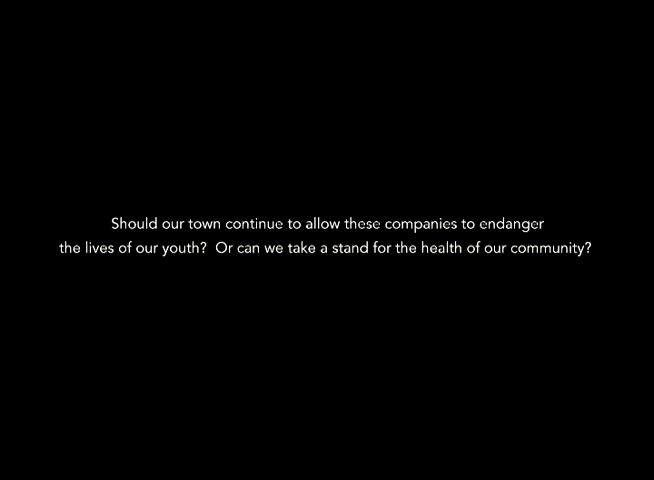 Should our town continue to allow these companies to endanger
the lives of our youth?  Or can we take a stand for the health of our community?